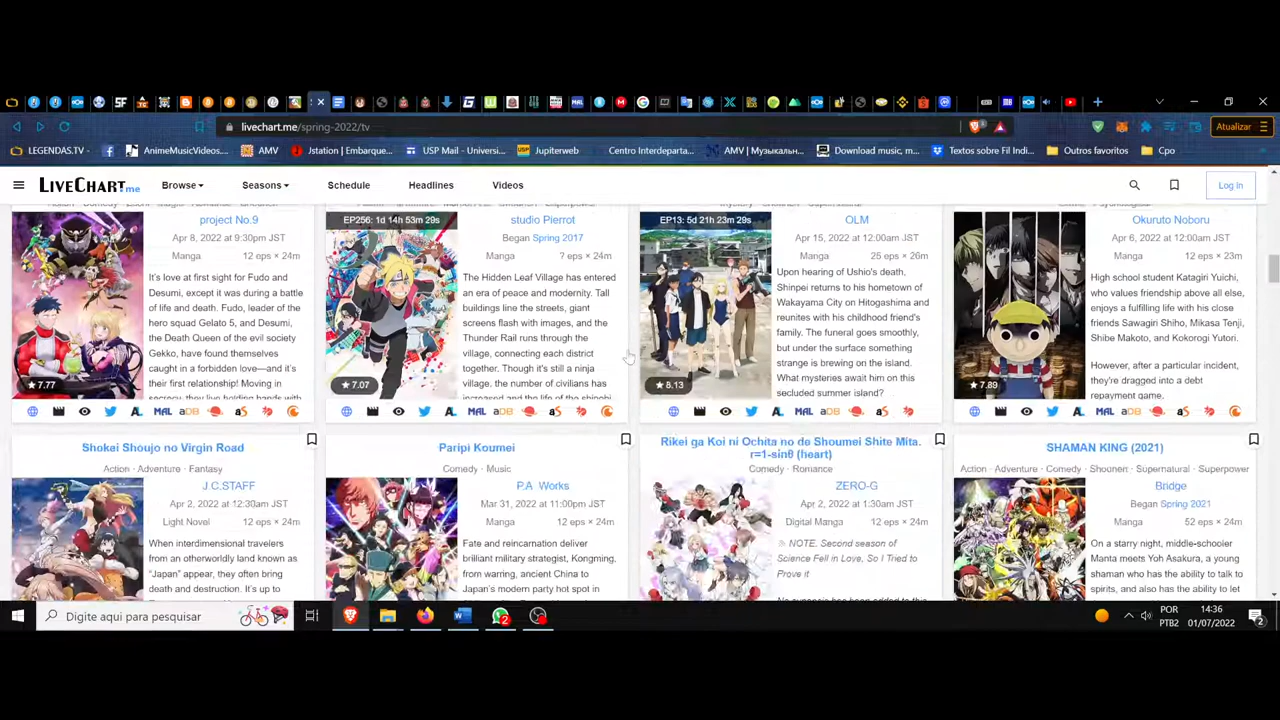 livechart.me/spring-2022/tv
Atualizar
LEGENDAS.TV -
AnimeMusicVideos...
AMV
Jstation | Embarque...
USP Mail - Universi...
Jupiterweb
Centro Interdeparta...
AMV | Музыкальн...
Download music, m...
Textos sobre Fil Indi...
Outros favoritos
Cpo
LIVECHART.me
Browse
Seasons
Schedule
Headlines
Videos
Log In
project No.9
Apr 8, 2022 at 9:30pm JST
Manga
12 eps × 24m
It's love at first sight for Fudo and
Desumi, except it was during a battle
of life and death. Fudo, leader of the
hero squad Gelato 5, and Desumi,
the Death Queen of the evil society
Gekko, have found themselves
caught in a forbidden love—and it's
their first relationship! Moving in
★7.77
EP256: 1d 14h 53m 29s
studio Pierrot
Began Spring 2017
Manga
? eps × 24m
The Hidden Leaf Village has entered
an era of peace and modernity. Tall
buildings line the streets, giant
screens flash with images, and the
Thunder Rail runs through the
village, connecting each district
together. Though it's still a ninja
village, the number of civilians has
★7.07
EP13: 5d 21h 23m 29s
OLM
Apr 15, 2022 at 12:00am JST
Manga
25 eps × 26m
Upon hearing of Ushio's death,
Shinpei returns to his hometown of
Wakayama City on Hitogashima and
reunites with his childhood friend's
family. The funeral goes smoothly,
but under the surface something
strange is brewing on the island.
What mysteries await him on this
secluded summer island?
★8.13
Okuruto Noboru
Apr 6, 2022 at 12:00am JST
Manga
12 eps × 23m
High school student Katagiri Yuichi,
who values friendship above all else,
enjoys a fulfilling life with his close
friends Sawagiri Shiho, Mikasa Tenji,
Shibe Makoto, and Kokorogi Yutori.
However, after a particular incident,
they're dragged into a debt
repayment game.
★7.89
Shokei Shoujo no Virgin Road
Action · Adventure · Fantasy
J.C.STAFF
Apr 2, 2022 at 12:30am JST
Light Novel
12 eps × 24m
When interdimensional travelers
from an otherworldly land known as
"Japan" appear, they often bring
death and destruction. It's up to
Paripi Koumei
Comedy · Music
P.A. Works
Mar 31, 2022 at 11:00pm JST
Manga
12 eps × 24m
Fate and reincarnation deliver
brilliant military strategist, Kongming,
from warring, ancient China to
Japan's modern party hot spot in
Rikei ga Koi ni Ochita no de Shoumei Shite Mita.
r=1-sinθ (heart)
Comedy · Romance
ZERO-G
Apr 2, 2022 at 1:30am JST
Digital Manga
12 eps × 24m
NOTE: Second season of
Science Fell in Love, So I Tried to
Prove it
SHAMAN KING (2021)
Action · Adventure · Comedy · Shounen · Supernatural · Superpower
Bridge
Began Spring 2021
Manga
52 eps × 24m
On a starry night, middle-schooler
Manta meets Yoh Asakura, a young
shaman who has the ability to talk to
spirits, and also has the ability to let
Digite aqui para pesquisar
POR
PTB2
14:36
01/07/2022